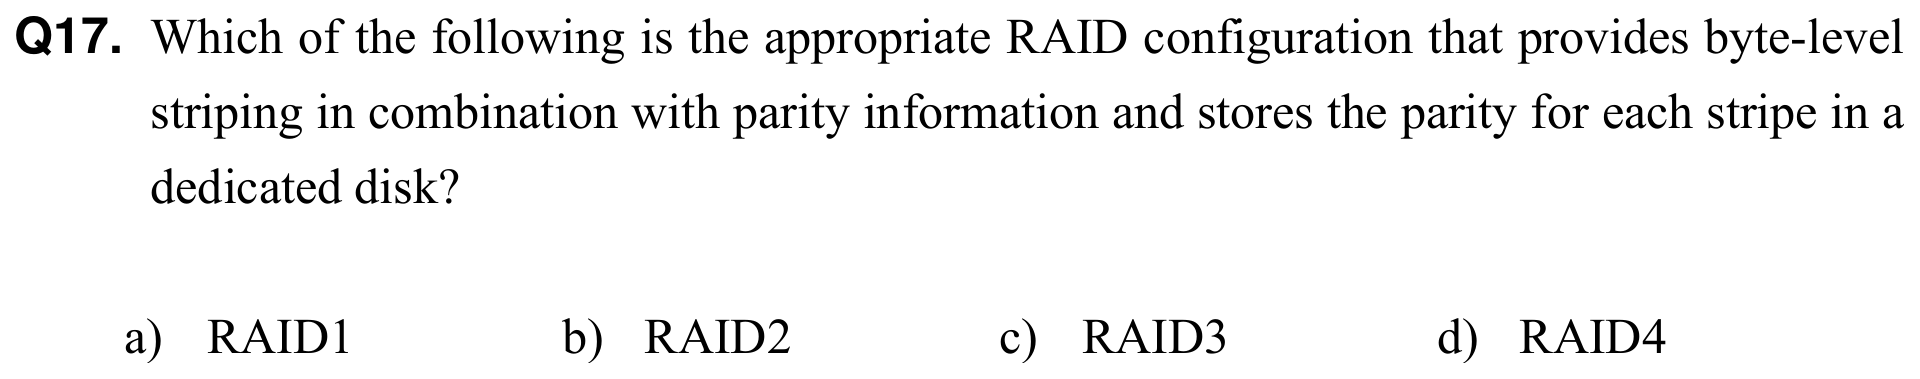 Q17. Which of the following is the appropriate RAID configuration that provides byte-level
striping in combination with parity information and stores the parity for each stripe in a
dedicated disk?
a) RAID1 b) RAID2 c) RAID3 d) RAID4